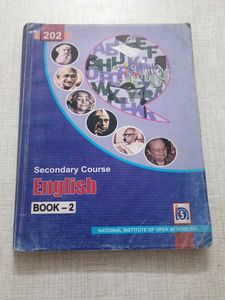 202
Secondary Course
English
BOOK – 2
NATIONAL INSTITUTE OF OPEN SCHOOLING